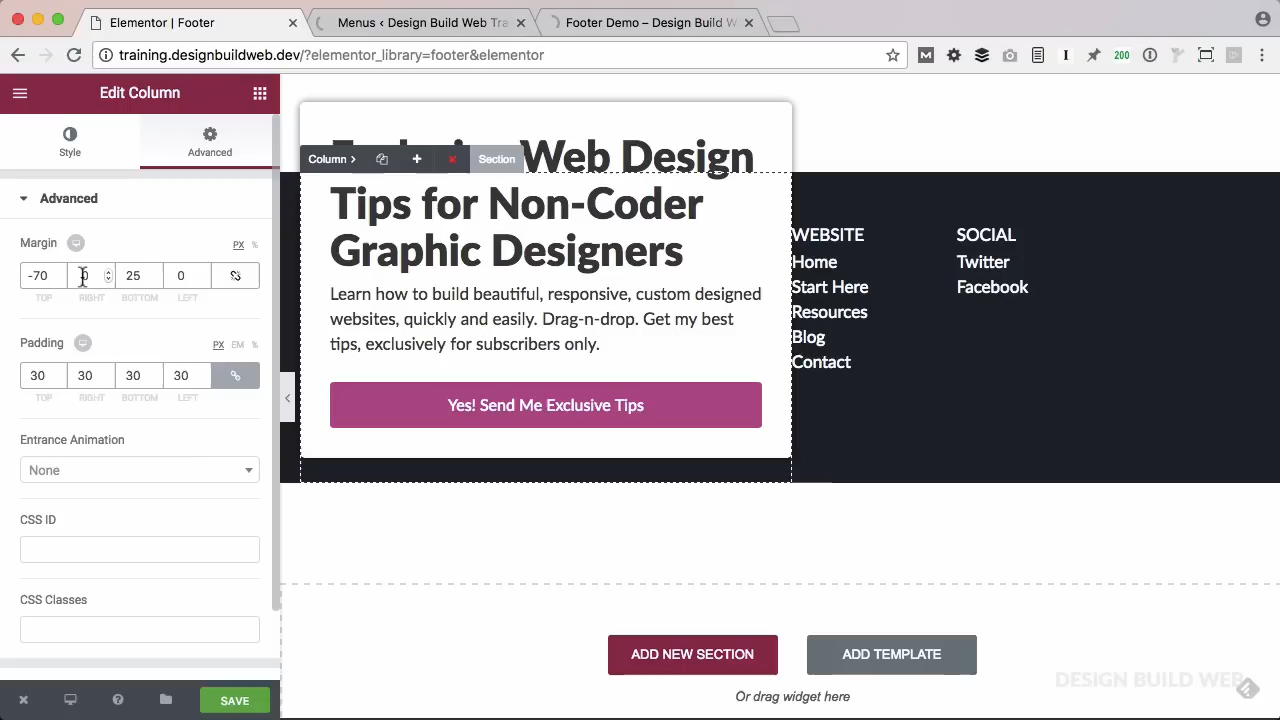 Elementor | Footer
Menus ‹ Design Build Web Tra
Footer Demo – Design Build W
training.designbuildweb.dev/?elementor_library=footer&elementor
200
Edit Column
Style
Advanced
Advanced
Margin
PX %
-70 0 25 0
TOP RIGHT BOTTOM LEFT
Padding
PX EM %
30 30 30 30
TOP RIGHT BOTTOM LEFT
Entrance Animation
None
CSS ID
CSS Classes
SAVE
Column
Section
Web Design
Tips for Non-Coder
Graphic Designers
Learn how to build beautiful, responsive, custom designed
websites, quickly and easily. Drag-n-drop. Get my best
tips, exclusively for subscribers only.
Yes! Send Me Exclusive Tips
WEBSITE
Home
Start Here
Resources
Blog
Contact
SOCIAL
Twitter
Facebook
ADD NEW SECTION
ADD TEMPLATE
Or drag widget here
DESIGN BUILD WEB